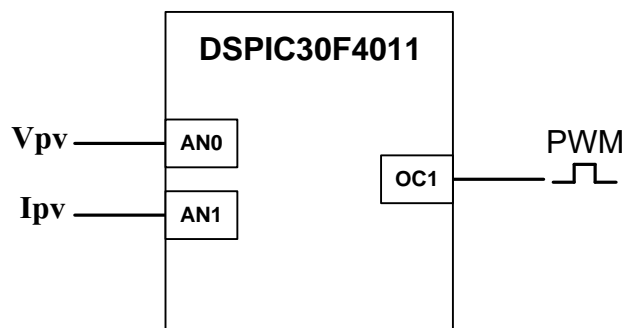 DSPIC30F4011
Vpv
AN0
PWM
OC1
Ipv
AN1